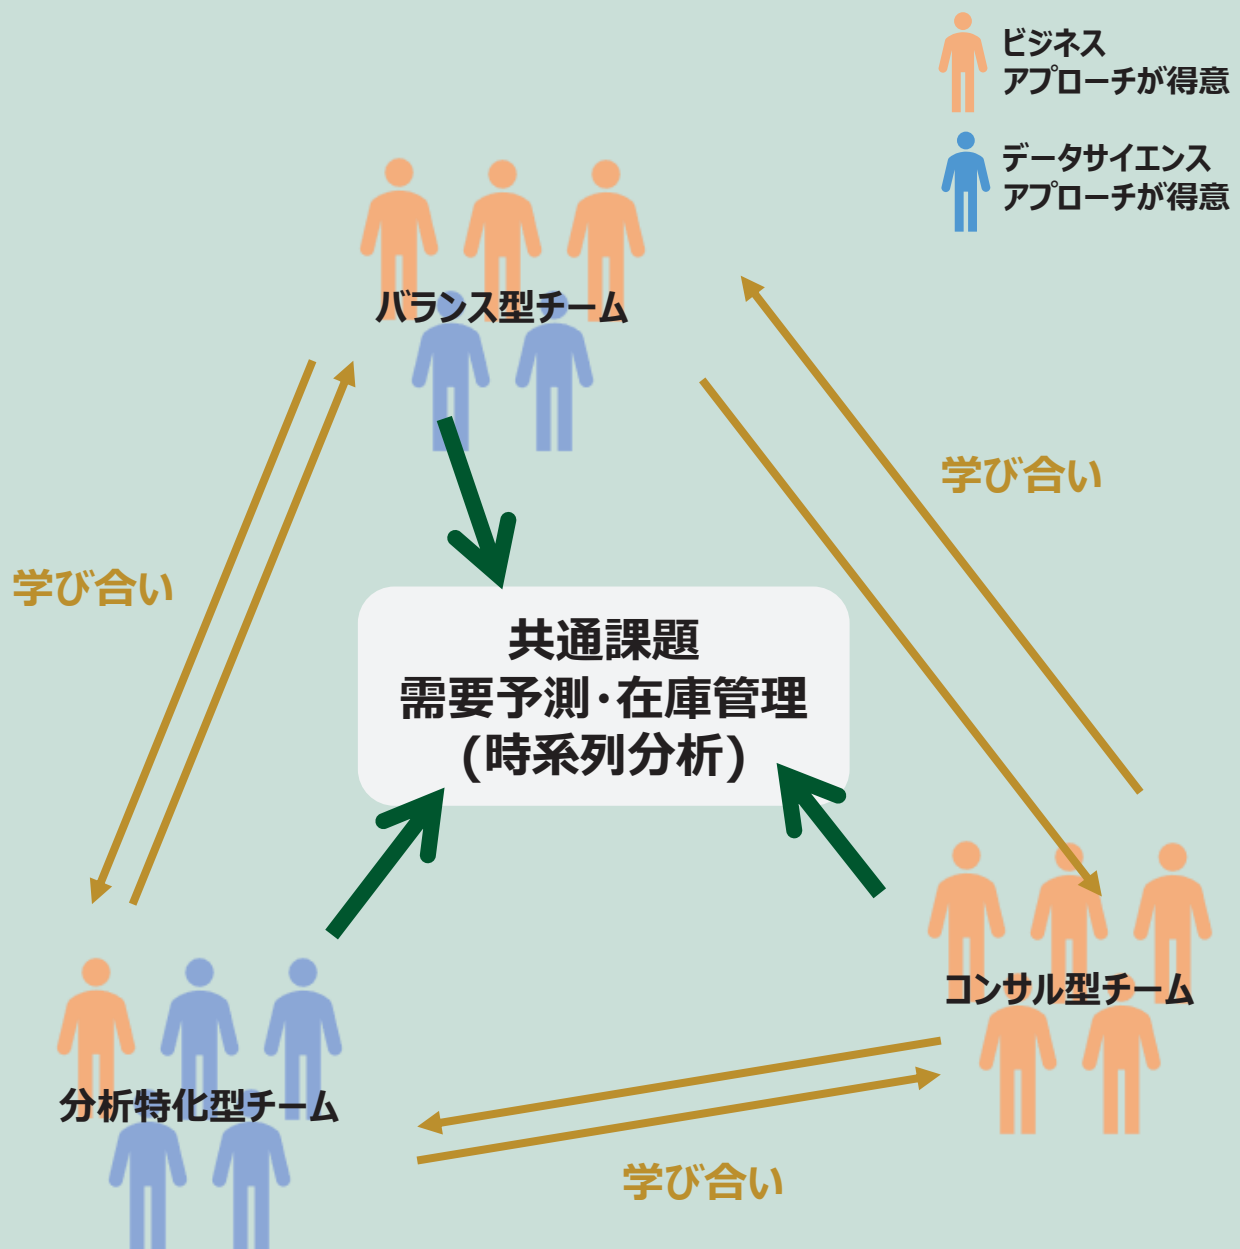 ビジネス
アプローチが得意
データサイエンス
アプローチが得意
バランス型チーム
学び合い
学び合い
共通課題
需要予測・在庫管理
(時系列分析)
コンサル型チーム
分析特化型チーム
学び合い